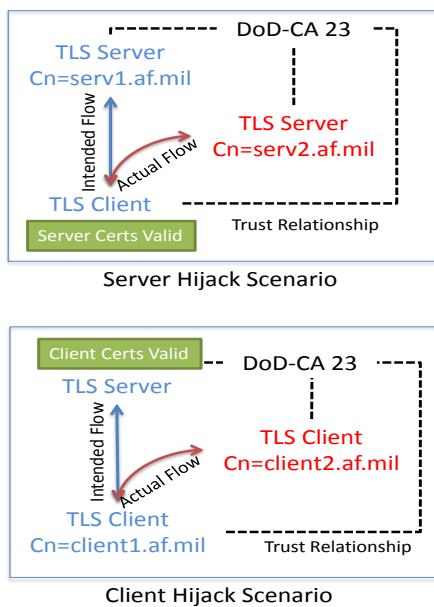 DoD-CA 23
TLS Server
Cn=serv1.af.mil
Intended Flow
Actual Flow
TLS Server
Cn=serv2.af.mil
TLS Client
Server Certs Valid
Trust Relationship
Server Hijack Scenario
Client Certs Valid
DoD-CA 23
TLS Server
Intended Flow
Actual Flow
TLS Client
Cn=client2.af.mil
TLS Client
Cn=client1.af.mil
Trust Relationship
Client Hijack Scenario